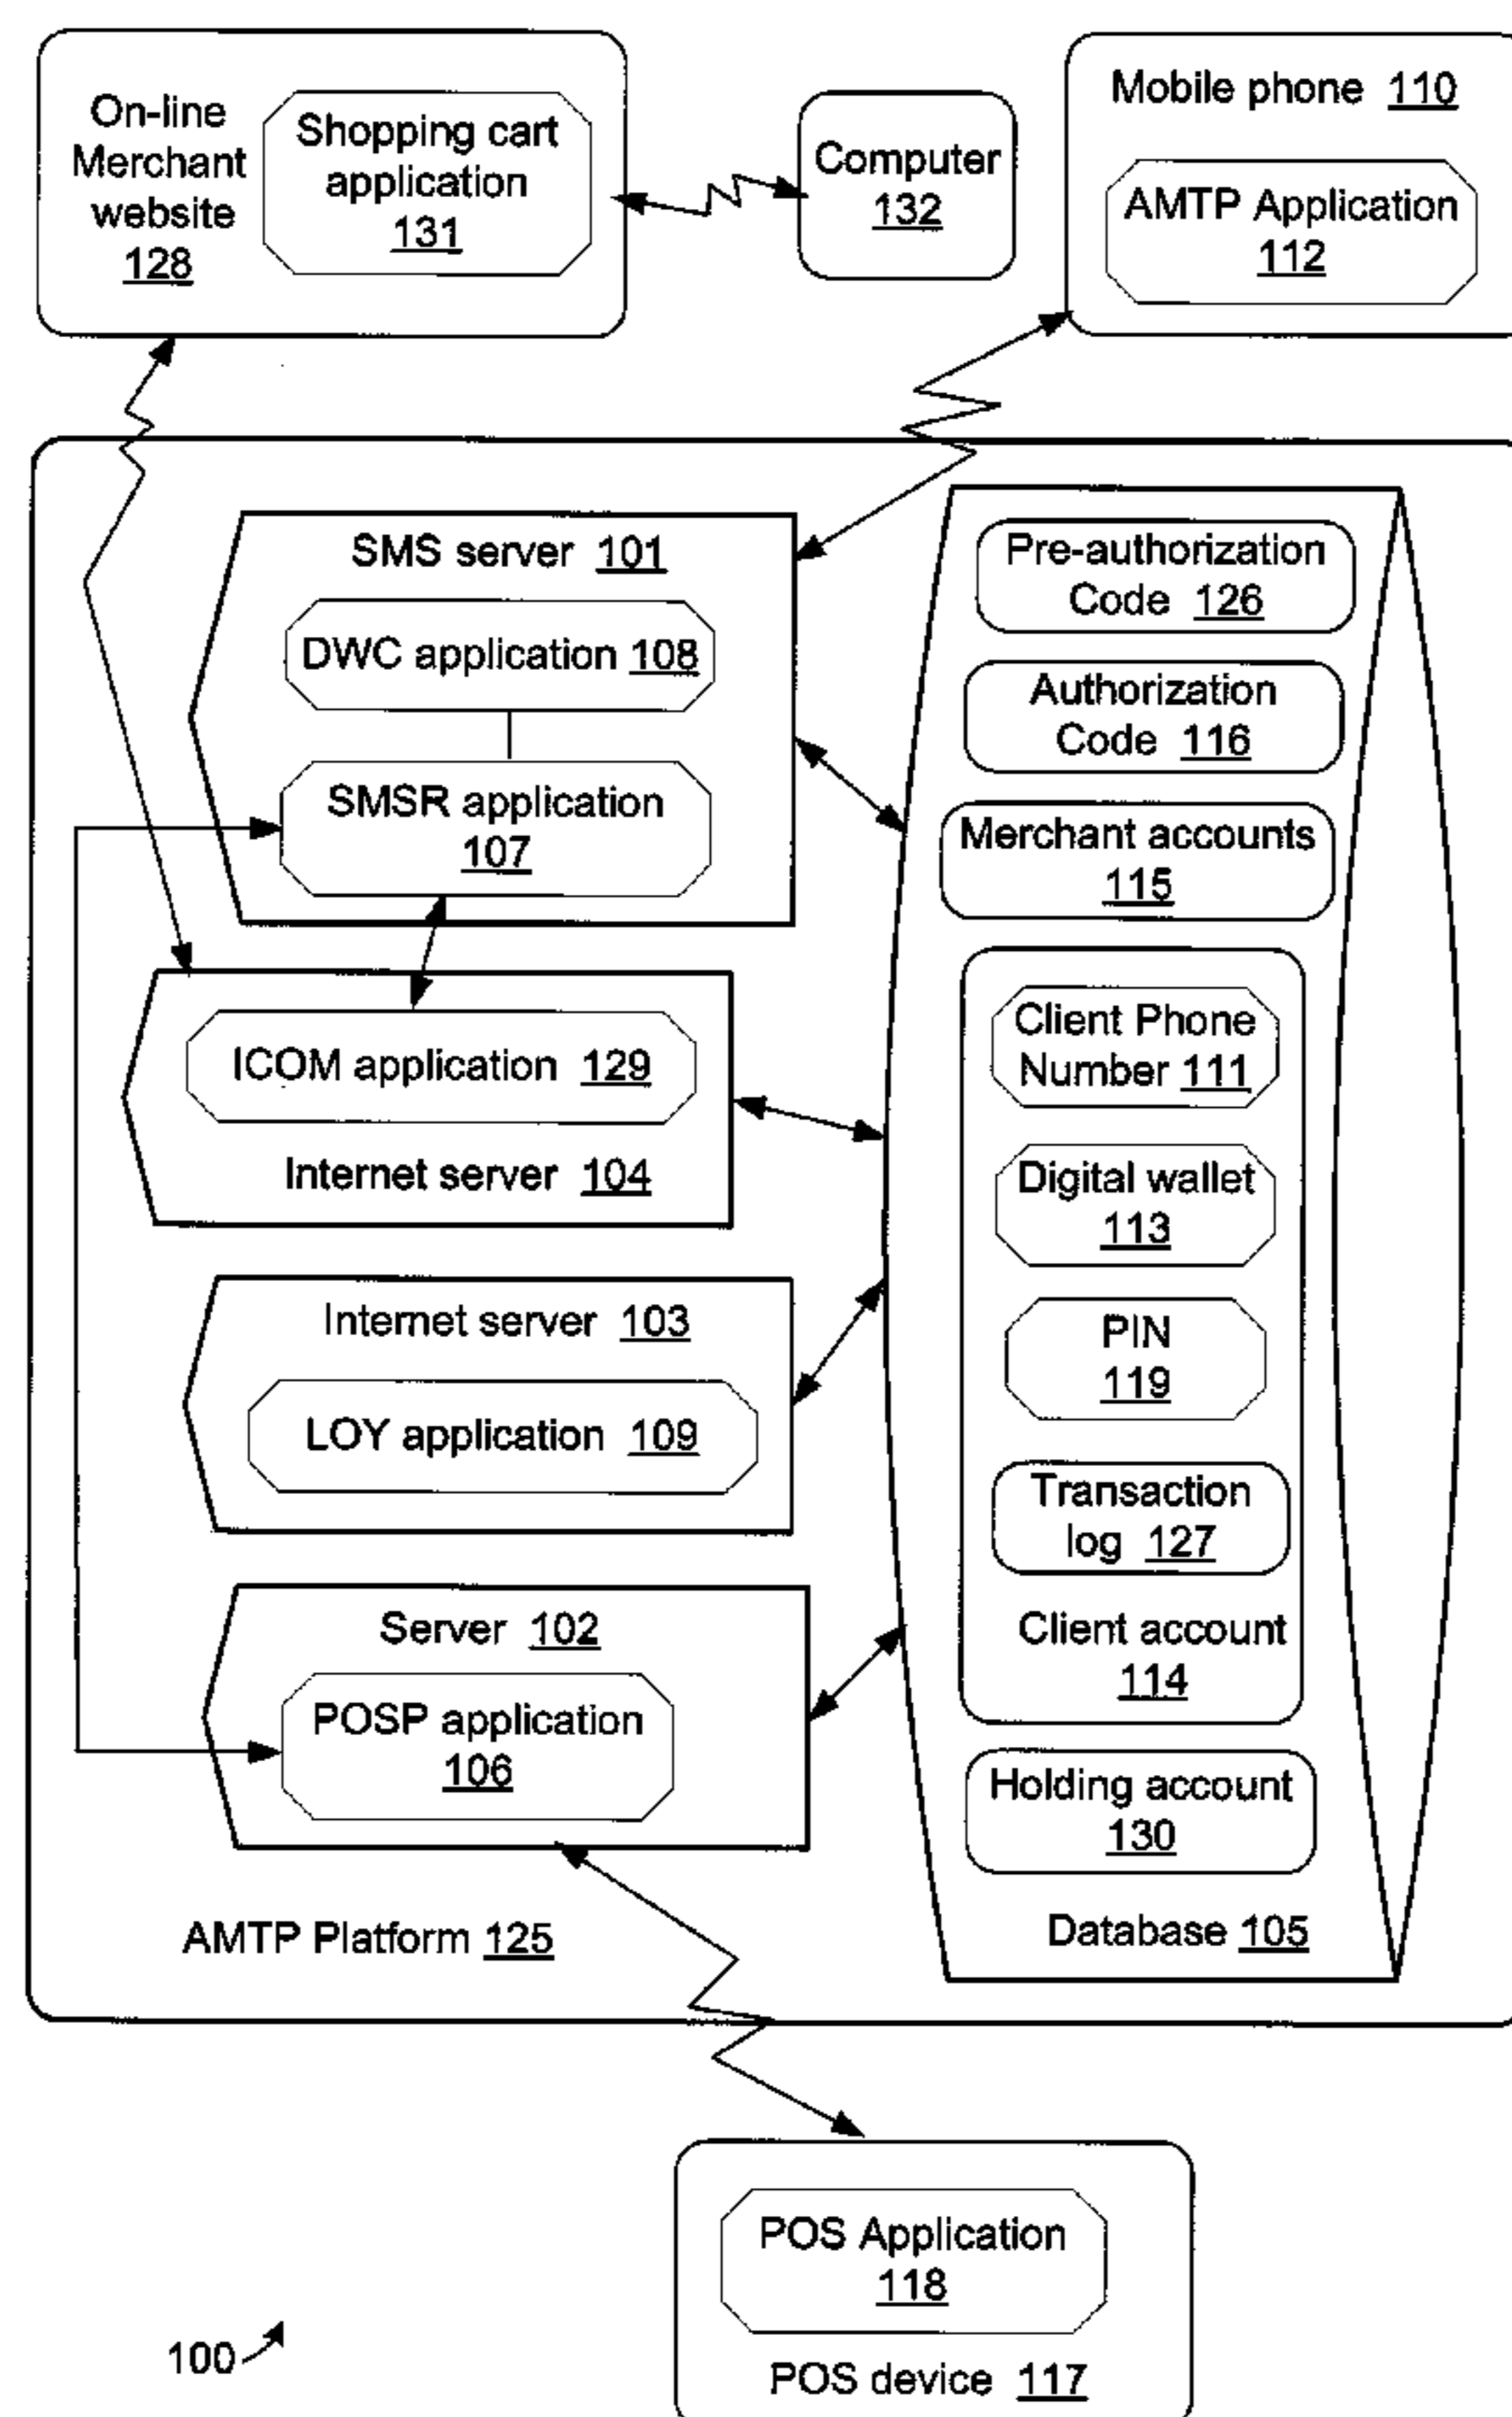 On-line
Merchant
website
128
Shopping cart
application
131
Computer
132
Mobile phone 110
AMTP Application
112
SMS server 101
DWC application 108
SMSR application
107
ICOM application 129
Internet server 104
Internet server 103
LOY application 109
Server 102
POSP application
106
AMTP Platform 125
Pre-authorization
Code 126
Authorization
Code 116
Merchant accounts
115
Client Phone
Number 111
Digital wallet
113
PIN
119
Transaction
log 127
Client account
114
Holding account
130
Database 105
POS Application
118
POS device 117
100